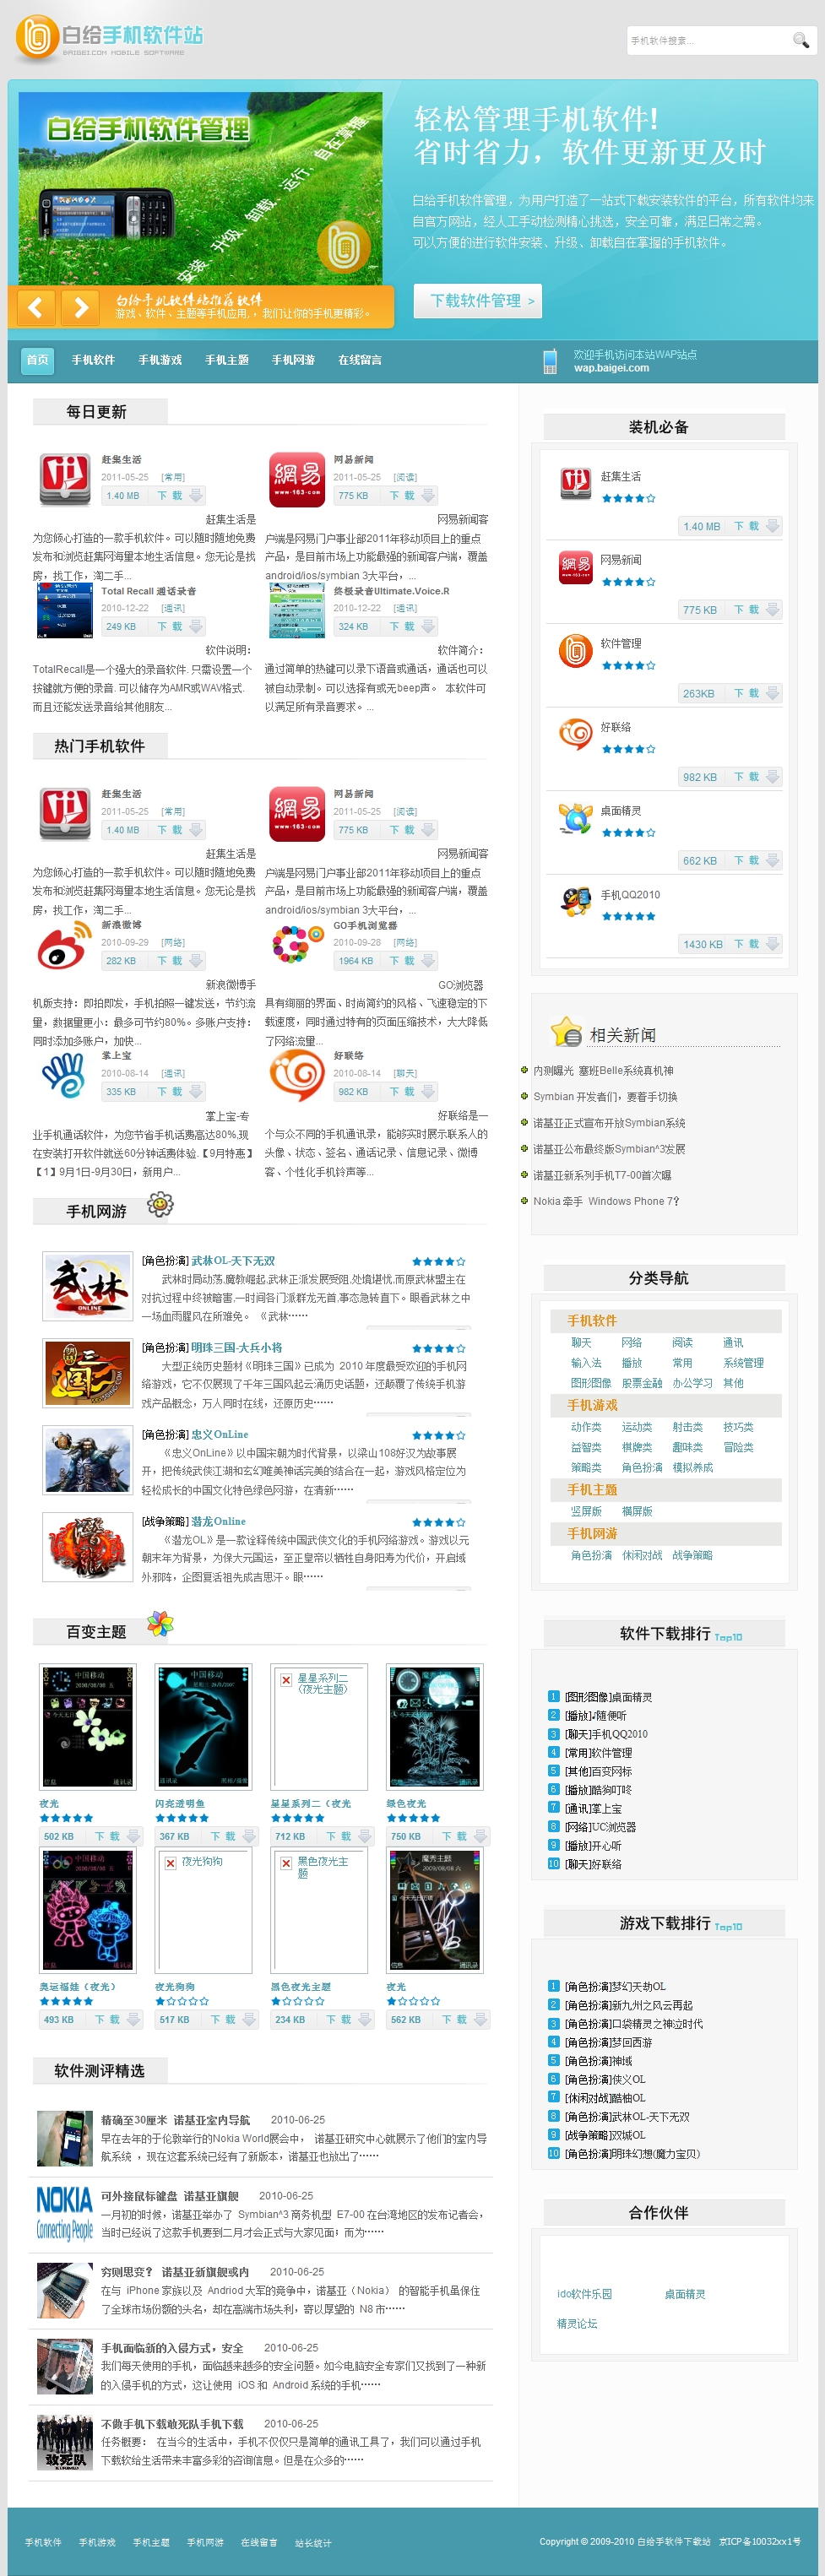 白给手机软件站
BAIGEI.COM MOBILE SOFTWARE
手机软件搜索...
白给手机软件管理
安装、升级、卸载、运行,自在掌握
轻松管理手机软件!
省时省力，软件更新更及时
白给手机软件管理，为用户打造了一站式下载安装软件的平台，所有软件均来
自官方网站，经人工手动检测精心挑选，安全可靠，满足日常之需。
可以方便的进行软件安装、升级、卸载自在掌握的手机软件。
白给手机软件站推荐软件
游戏、软件、主题等手机应用，，我们让你的手机更精彩。
下载软件管理 >
首页 手机软件 手机游戏 手机主题 手机网游 在线留言
欢迎手机访问本站WAP站点
wap.baigei.com
每日更新
赶集生活
2011-05-25 [常用]
1.40 MB 下 载
赶集生活是
为您倾心打造的一款手机软件。可以随时随地免费
发布和浏览赶集网海量本地生活信息。您无论是找
房，找工作，淘二手...
网易新闻
2011-05-25 [阅读]
775 KB 下 载
网易新闻客
户端是网易门户事业部2011年移动项目上的重点
产品，是目前市场上功能最强的新闻客户端，覆盖
android/ios/symbian 3大平台，...
Total Recall 通话录音
2010-12-22 [通讯]
249 KB 下 载
软件说明：
TotalRecall是一个强大的录音软件. 只需设置一个
按键就方便的录音. 可以储存为AMR或WAV格式.
而且还能发送录音给其他朋友...
终极录音Ultimate.Voice.R
2010-12-22 [通讯]
324 KB 下 载
软件简介：
通过简单的热键可以录下语音或通话，通话也可以
被自动录制。可以选择有或无beep声。 本软件可
以满足所有录音要求。...
热门手机软件
赶集生活
2011-05-25 [常用]
1.40 MB 下 载
赶集生活是
为您倾心打造的一款手机软件。可以随时随地免费
发布和浏览赶集网海量本地生活信息。您无论是找
房，找工作，淘二手...
网易新闻
2011-05-25 [阅读]
775 KB 下 载
网易新闻客
户端是网易门户事业部2011年移动项目上的重点
产品，是目前市场上功能最强的新闻客户端，覆盖
android/ios/symbian 3大平台，...
新浪微博
2010-09-29 [网络]
282 KB 下 载
新浪微博手
机版支持：即拍即发，手机拍照一键发送，节约流
量，数据量更小：最多可节约80%。多账户支持：
同时添加多账户，加快...
GO手机浏览器
2010-09-28 [网络]
1964 KB 下 载
GO浏览器
具有绚丽的界面、时尚简约的风格、飞速稳定的下
载速度，同时通过特有的页面压缩技术，大大降低
了网络流量...
掌上宝
2010-08-14 [通讯]
335 KB 下 载
掌上宝-专
业手机通话软件，为您节省手机话费高达80%,现
在安装打开软件就送60分钟话费体验.【9月特惠】
【1】9月1日-9月30日，新用户...
好联络
2010-08-14 [聊天]
982 KB 下 载
好联络是一
个与众不同的手机通讯录，能够实时展示联系人的
头像、状态、签名、通话记录、信息记录、微博
客、个性化手机铃声等...
手机网游
[角色扮演] 武林OL-天下无双
武林时局动荡,魔教崛起,武林正派发展受阻,处境堪忧,而原武林盟主在
对抗过程中终被暗害,一时间各门派群龙无首,事态急转直下。眼看武林之中
一场血雨腥风在所难免。 《武林……
[角色扮演] 明珠三国-大兵小将
大型正统历史题材《明珠三国》已成为 2010 年度最受欢迎的手机网
络游戏，它不仅展现了千年三国风起云涌历史话题，还颠覆了传统手机游
戏产品概念，万人同时在线，还原历史……
[角色扮演] 忠义OnLine
《忠义OnLine》以中国宋朝为时代背景，以梁山108好汉为故事展
开，把传统武侠江湖和玄幻唯美神话完美的结合在一起，游戏风格定位为
轻松成长的中国文化特色绿色网游，在清新……
[战争策略] 潜龙Online
《潜龙OL》是一款诠释传统中国武侠文化的手机网络游戏。游戏以元
朝末年为背景，为保大元国运，至正皇帝以牺牲自身阳寿为代价，开启域
外邪阵，企图复活祖先成吉思汗。眼……
百变主题
星星系列二（夜光主题）
夜光
502 KB 下 载
闪亮透明鱼
367 KB 下 载
星星系列二（夜光
712 KB 下 载
绿色夜光
750 KB 下 载
夜光狗狗
黑色夜光主题
奥运福娃（夜光）
493 KB 下 载
夜光狗狗
517 KB 下 载
黑色夜光主题
234 KB 下 载
夜光
562 KB 下 载
软件测评精选
精确至30厘米 诺基亚室内导航 2010-06-25
早在去年的于伦敦举行的Nokia World展会中， 诺基亚研究中心就展示了他们的室内导
航系统 ，现在这套系统已经有了新版本，诺基亚也放出了……
NOKIA
Connecting People
可外接鼠标键盘 诺基亚旗舰 2010-06-25
一月初的时候，诺基亚举办了 Symbian^3 商务机型 E7-00 在台湾地区的发布记者会，
当时已经说了这款手机要到二月才会正式与大家见面；而为……
穷则思变？ 诺基亚新旗舰或内 2010-06-25
在与 iPhone 家族以及 Andriod 大军的竞争中，诺基亚（Nokia） 的智能手机虽保住
了全球市场份额的头名，却在高端市场失利，寄以厚望的 N8 市……
手机面临新的入侵方式，安全 2010-06-25
我们每天使用的手机，面临越来越多的安全问题。如今电脑安全专家们又找到了一种新
的入侵手机的方式，这让使用 iOS 和 Android 系统的手机……
敢死队
不做手机下载敢死队手机下载 2010-06-25
任务概要： 在当今的生活中，手机不仅仅只是简单的通讯工具了，我们可以通过手机
下载软给生活带来丰富多彩的咨询信息。但是在众多的……
装机必备
赶集生活
1.40 MB 下 载
网易新闻
775 KB 下 载
软件管理
263KB 下 载
好联络
982 KB 下 载
桌面精灵
662 KB 下 载
手机QQ2010
1430 KB 下 载
相关新闻
内测曝光 塞班Belle系统真机神
Symbian 开发者们，要着手切换
诺基亚正式宣布开放Symbian系统
诺基亚公布最终版Symbian^3发展
诺基亚新系列手机T7-00首次曝
Nokia 牵手 Windows Phone 7？
分类导航
手机软件
聊天 网络 阅读 通讯
输入法 播放 常用 系统管理
图形图像 股票金融 办公学习 其他
手机游戏
动作类 运动类 射击类 技巧类
益智类 棋牌类 趣味类 冒险类
策略类 角色扮演 模拟养成
手机主题
竖屏版 横屏版
手机网游
角色扮演 休闲对战 战争策略
软件下载排行 Top10
1 [图形图像]桌面精灵
2 [播放]♪随便听
3 [聊天]手机QQ2010
4 [常用]软件管理
5 [其他]百变网标
6 [播放]酷狗叮咚
7 [通讯]掌上宝
8 [网络]UC浏览器
9 [播放]开心听
10 [聊天]好联络
游戏下载排行 Top10
1 [角色扮演]梦幻天劫OL
2 [角色扮演]新九州之风云再起
3 [角色扮演]口袋精灵之神泣时代
4 [角色扮演]梦回西游
5 [角色扮演]神域
6 [角色扮演]侠义OL
7 [休闲对战]酷柚OL
8 [角色扮演]武林OL-天下无双
9 [战争策略]双城OL
10 [角色扮演]明珠幻想(魔力宝贝)
合作伙伴
ido软件乐园 桌面精灵
精灵论坛
手机软件 手机游戏 手机主题 手机网游 在线留言 站长统计
Copyright © 2009-2010 白给手软件下载站 京ICP备10032xx1号